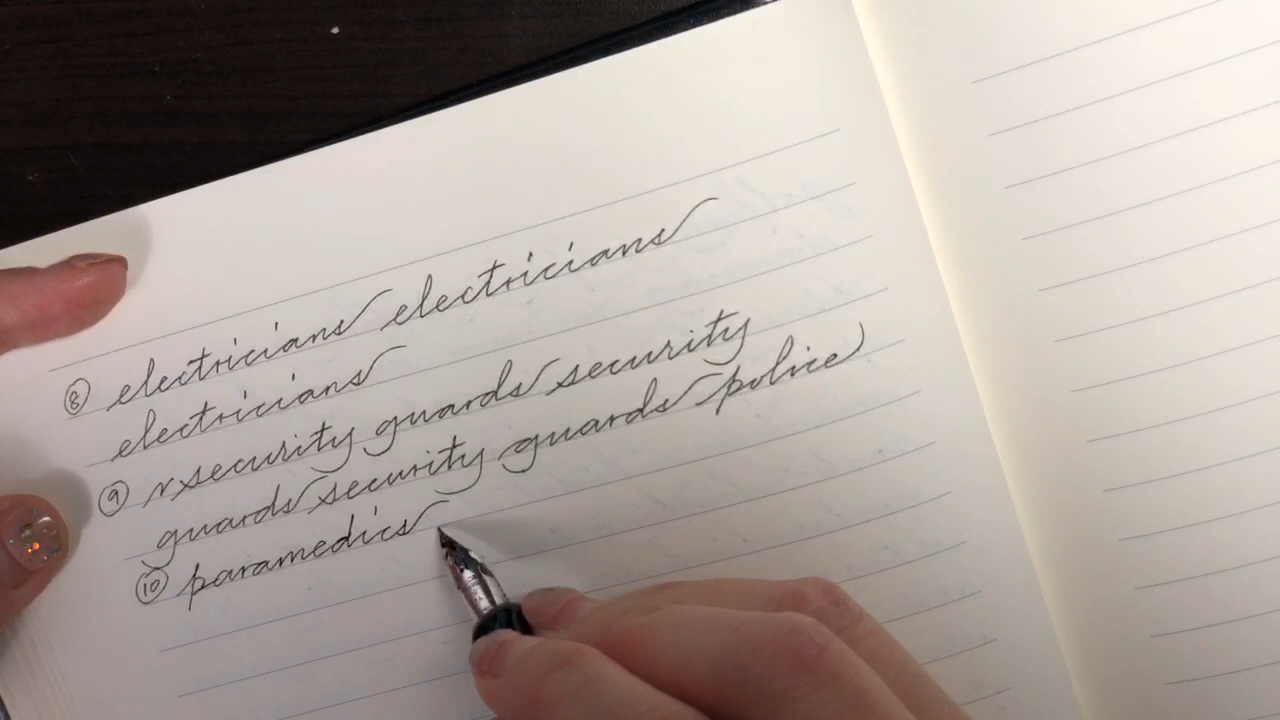 ⑧ electricians electricians
electricians
⑨ security guards security
guards security guards police
⑩ paramedics